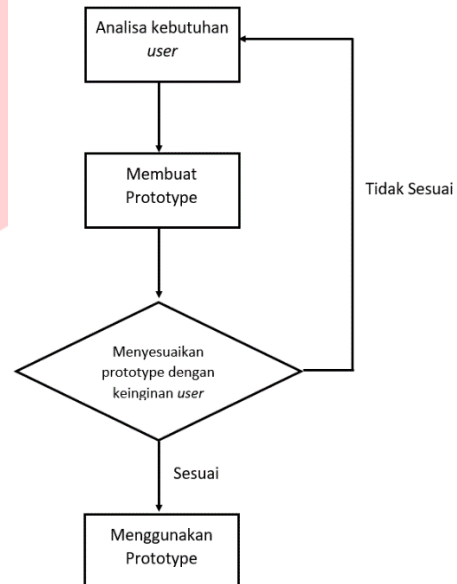 Analisa kebutuhan
user
Membuat
Prototype
Tidak Sesuai
Menyesuaikan
prototype dengan
keinginan user
Sesuai
Menggunakan
Prototype